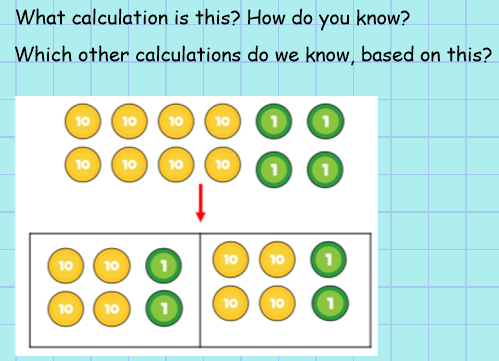 What calculation is this? How do you know?
Which other calculations do we know, based on this?
10 10 10 10 1 1
10 10 10 10 1 1
10 10 1 10 10 1
10 10 1 10 10 1